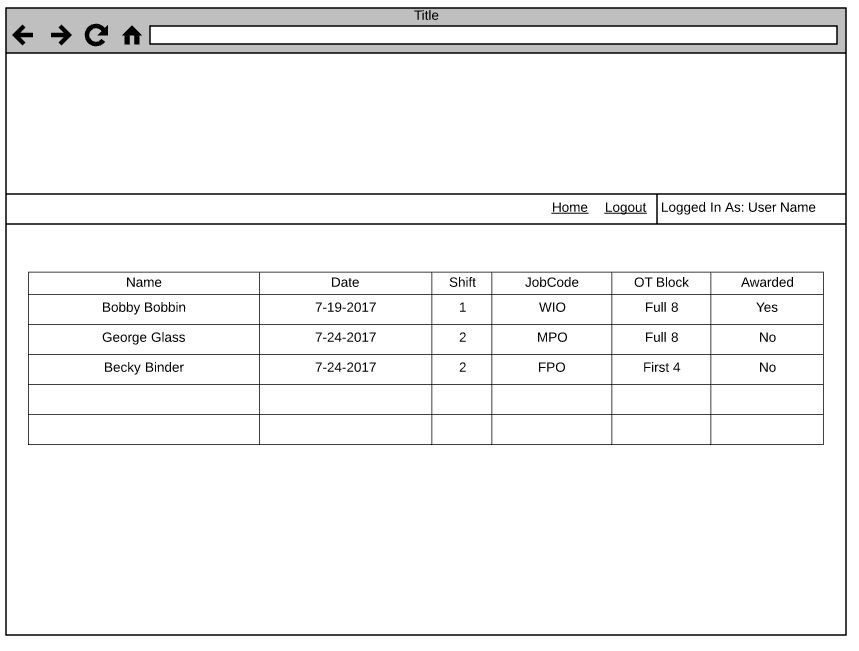 Title
Home Logout Logged In As: User Name
Name Date Shift JobCode OT Block Awarded
Bobby Bobbin 7-19-2017 1 WIO Full 8 Yes
George Glass 7-24-2017 2 MPO Full 8 No
Becky Binder 7-24-2017 2 FPO First 4 No